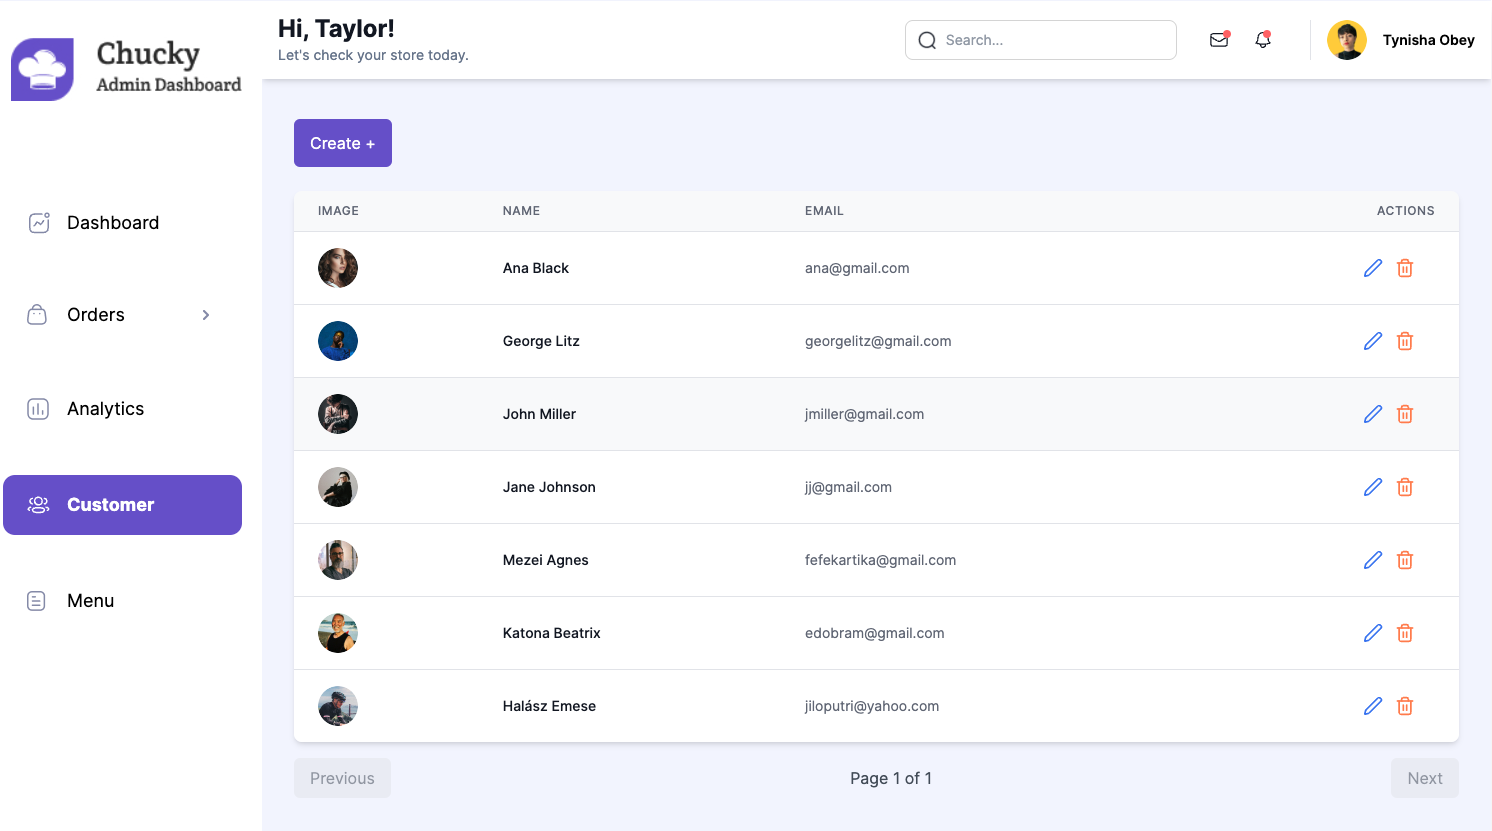 Chucky
Admin Dashboard
Hi, Taylor!
Let's check your store today.
Search...
Tynisha Obey
Dashboard
Orders
Analytics
Customer
Menu
Create +
IMAGE NAME EMAIL ACTIONS
Ana Black ana@gmail.com
George Litz georgelitz@gmail.com
John Miller jmiller@gmail.com
Jane Johnson jj@gmail.com
Mezei Agnes fefekartika@gmail.com
Katona Beatrix edobram@gmail.com
Halász Emese jiloputri@yahoo.com
Previous Page 1 of 1 Next